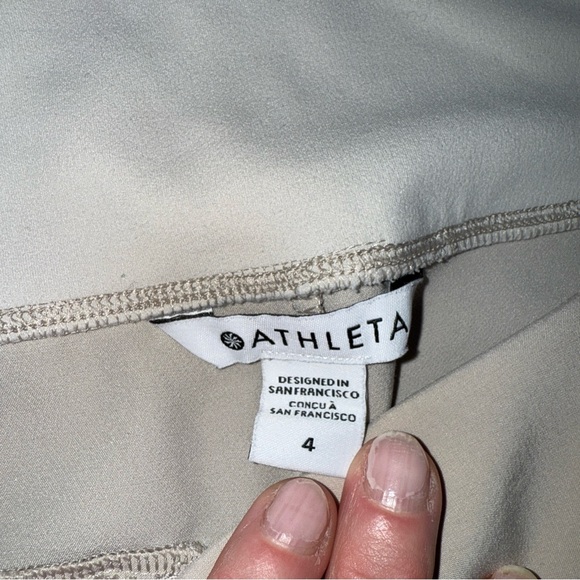 ATHLETA
DESIGNED IN
SAN FRANCISCO
CONÇU À
SAN FRANCISCO
4